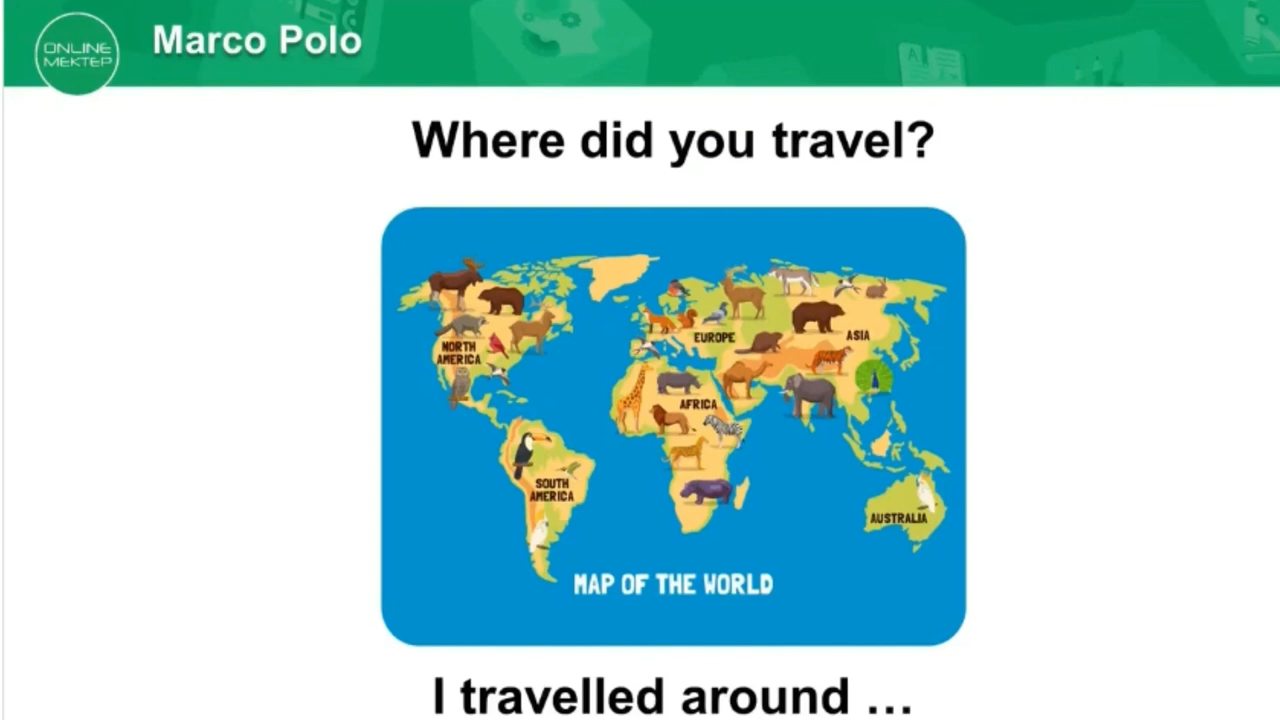 ONLINE
МЕКТЕР
Marco Polo
Where did you travel?
NORTH
AMERICA
EUROPE
ASIA
AFRICA
SOUTH
AMERICA
AUSTRALIA
MAP OF THE WORLD
I travelled around …